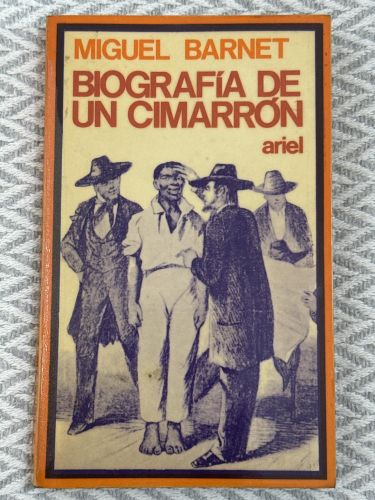 MIGUEL BARNET
BIOGRAFÍA DE
UN CIMARRÓN
ariel